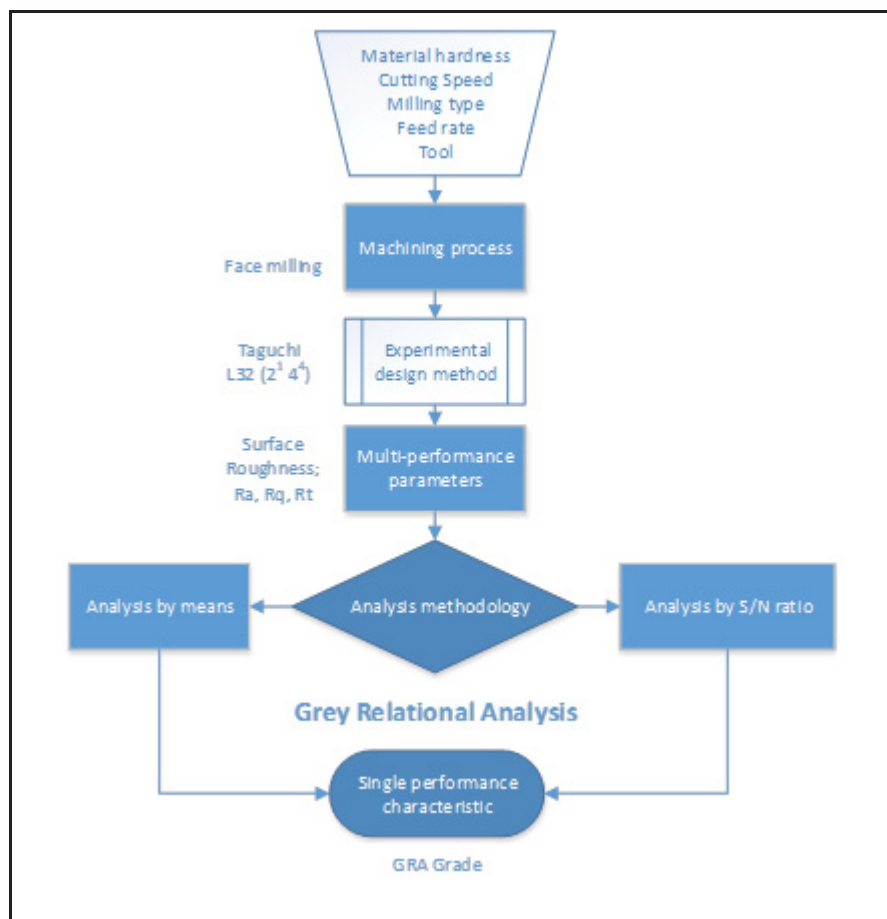 Material hardness
Cutting Speed
Milling type
Feed rate
Tool
Machining process
Face milling
Taguchi
L32 (2¹ 4⁴)
Experimental
design method
Surface
Roughness;
Ra, Rq, Rt
Multi-performance
parameters
Analysis by means
Analysis methodology
Analysis by S/N ratio
Grey Relational Analysis
Single performance
characteristic
GRA Grade